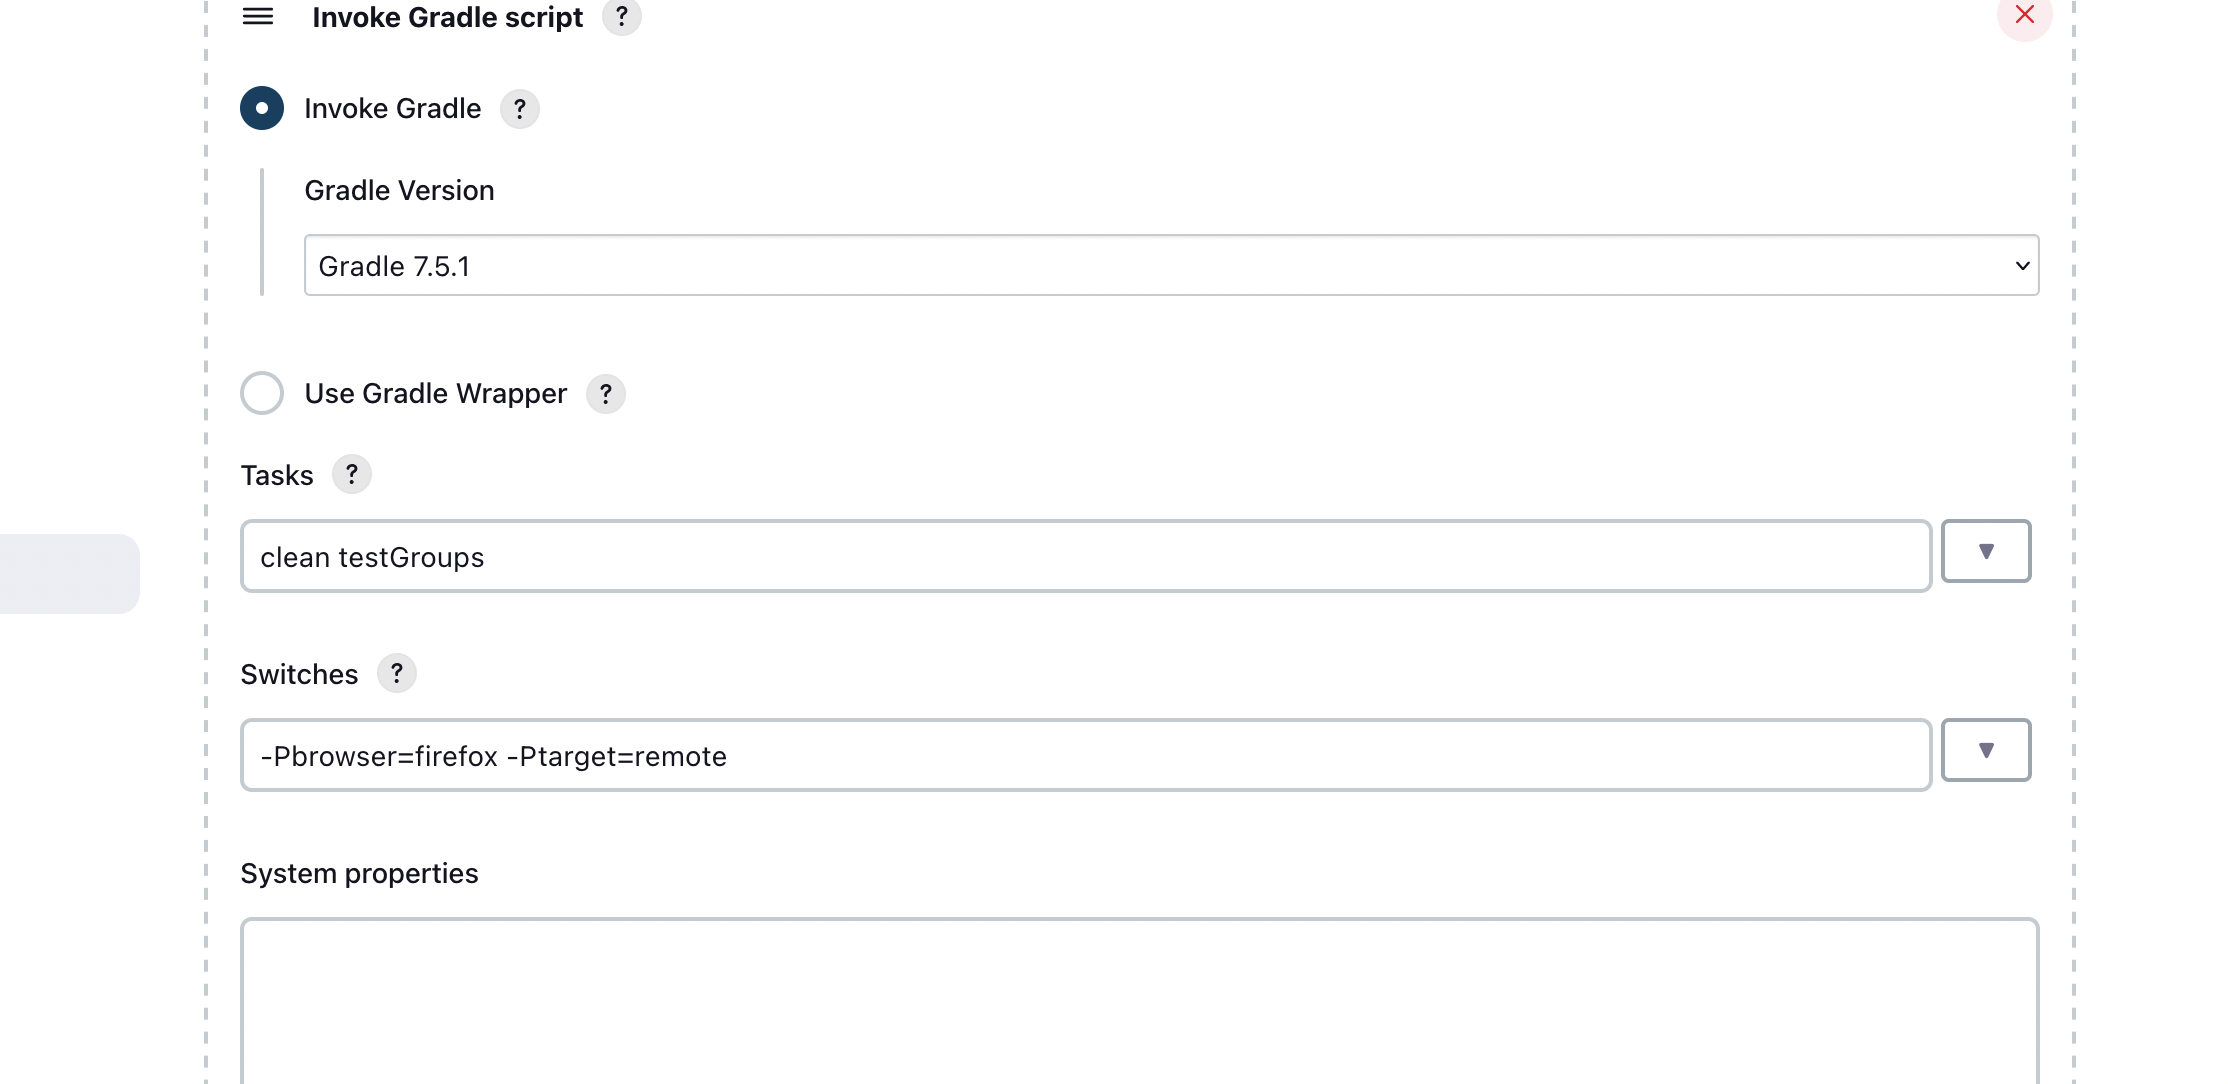 Invoke Gradle script ?
Invoke Gradle ?
Gradle Version
Gradle 7.5.1
Use Gradle Wrapper ?
Tasks ?
clean testGroups
Switches ?
-Pbrowser=firefox -Ptarget=remote
System properties